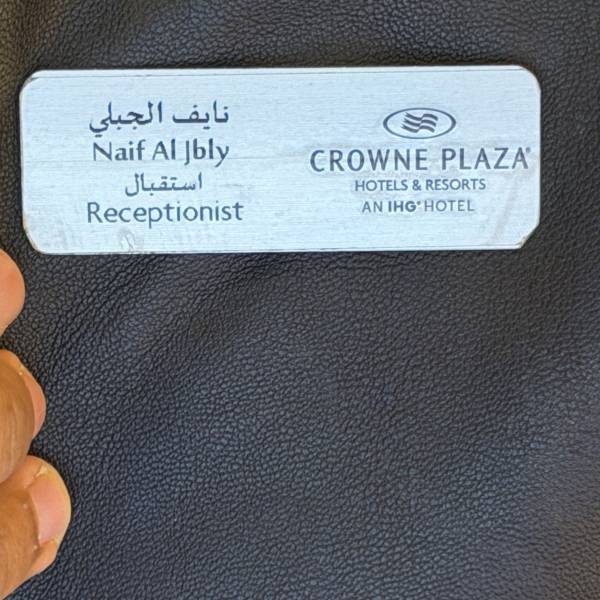 نايف الجبلي
Naif Al Jbly
استقبال
Receptionist
CROWNE PLAZA®
HOTELS & RESORTS
AN IHG® HOTEL